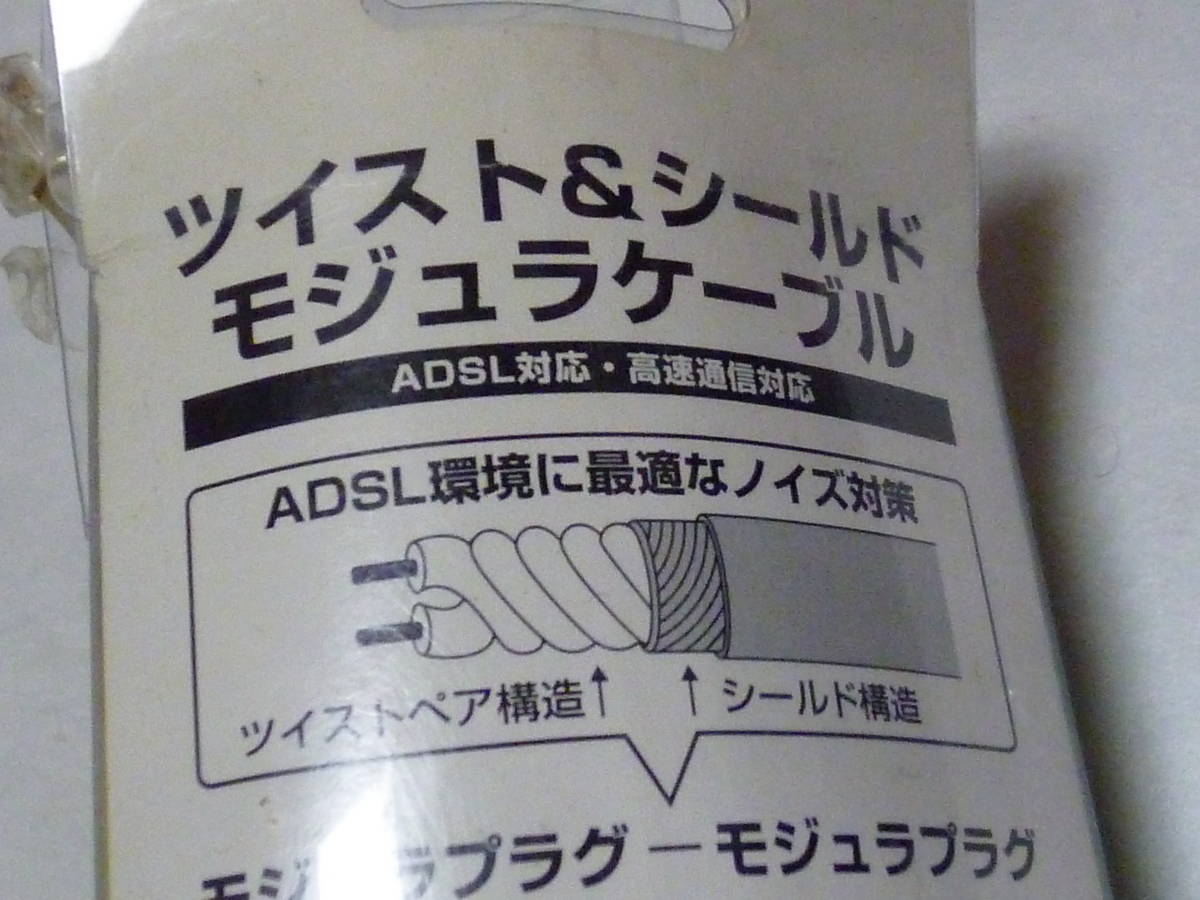 ツイスト&シールド
モジュラケーブル
ADSL対応・高速通信対応
ADSL環境に最適なノイズ対策
ツイストペア構造↑ ↑シールド構造
モジュラプラグ－モジュラプラグ